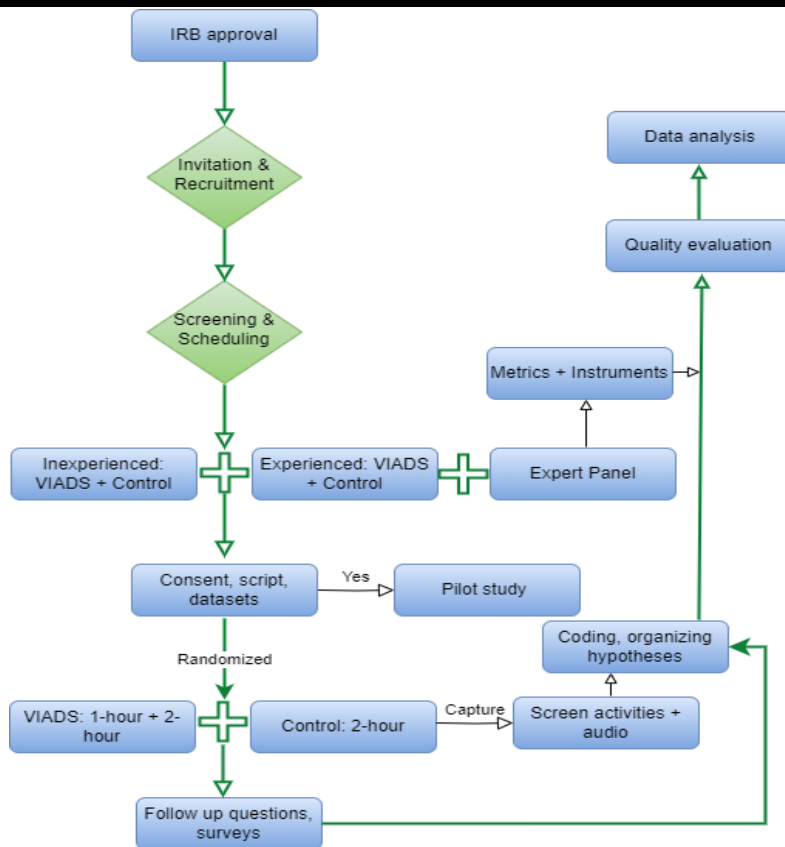 IRB approval
Invitation &
Recruitment
Data analysis
Quality evaluation
Screening &
Scheduling
Metrics + Instruments
Inexperienced:
VIADS + Control
Experienced: VIADS
+ Control
Expert Panel
Consent, script,
datasets
Yes
Pilot study
Randomized
Coding, organizing
hypotheses
VIADS: 1-hour + 2-
hour
Control: 2-hour
Capture
Screen activities +
audio
Follow up questions,
surveys